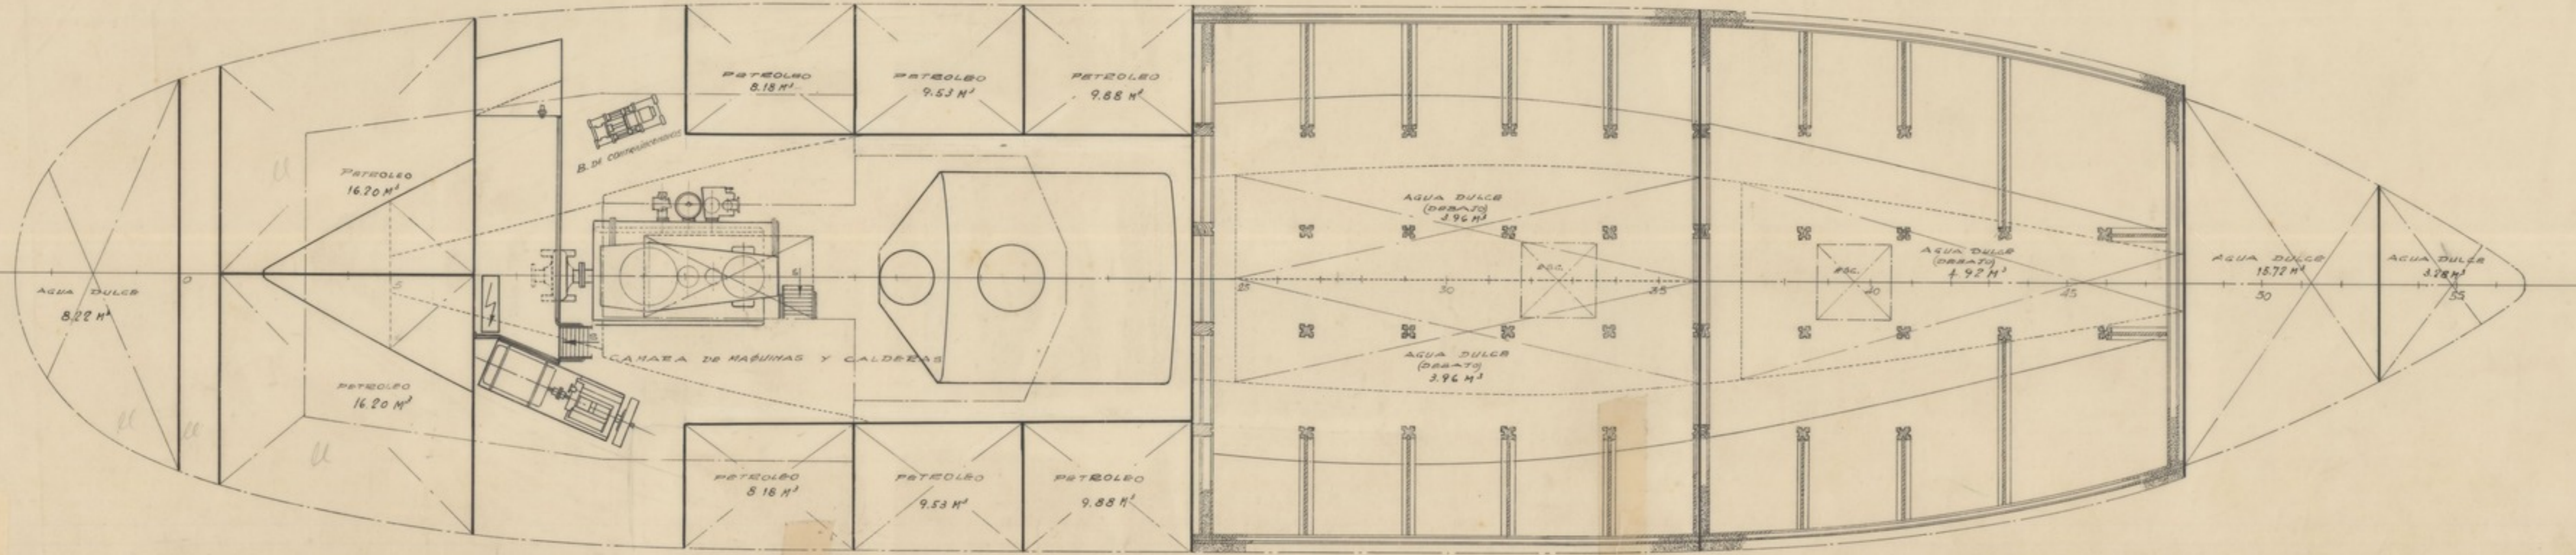 AGUA DULCE
8.22 M³
0
PETROLEO
16.20 M³
5
PETROLEO
16.20 M³
B. DE CONTRAINCENDIOS
CAMARA DE MAQUINAS Y CALDERAS
PETROLEO
8.18 M³
PETROLEO
9.53 M³
PETROLEO
9.88 M³
PETROLEO
8.18 M³
PETROLEO
9.53 M³
PETROLEO
9.88 M³
AGUA DULCE
(DEBAJO)
3.96 M³
25
30
ESC.
35
AGUA DULCE
(DEBAJO)
3.96 M³
ESC.
40
AGUA DULCE
(DEBAJO)
4.92 M³
45
AGUA DULCE
15.72 M³
50
AGUA DULCE
3.28 M³
55